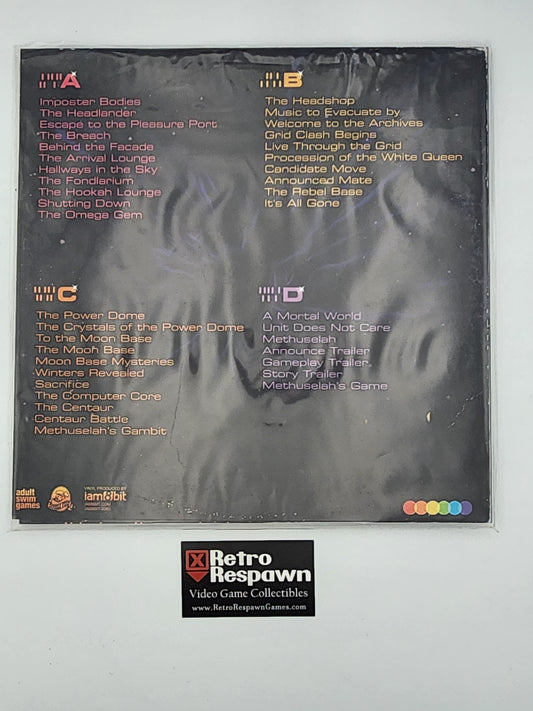 A
Imposter Bodies
The Headlander
Escape to the Pleasure Port
The Breach
Behind the Facade
The Arrival Lounge
Hallways in the Sky
The Fondlarium
The Hookah Lounge
Shutting Down
The Omega Gem
B
The Headshop
Music to Evacuate by
Welcome to the Archives
Grid Clash Begins
Live Through the Grid
Procession of the White Queen
Candidate Move
Announced Mate
The Rebel Base
It's All Gone
C
The Power Dome
The Crystals of the Power Dome
To the Moon Base
The Moon Base
Moon Base Mysteries
Winters Revealed
Sacrifice
The Computer Core
The Centaur
Centaur Battle
Methuselah's Gambit
D
A Mortal World
Unit Does Not Care
Methuselah
Announce Trailer
Gameplay Trailer
Story Trailer
Methuselah's Game
adult
swim
games
VINYL PRODUCED BY
iam8bit
IAM8BIT.COM
Retro
Respawn
Video Game Collectibles
www.RetroRespawnGames.com